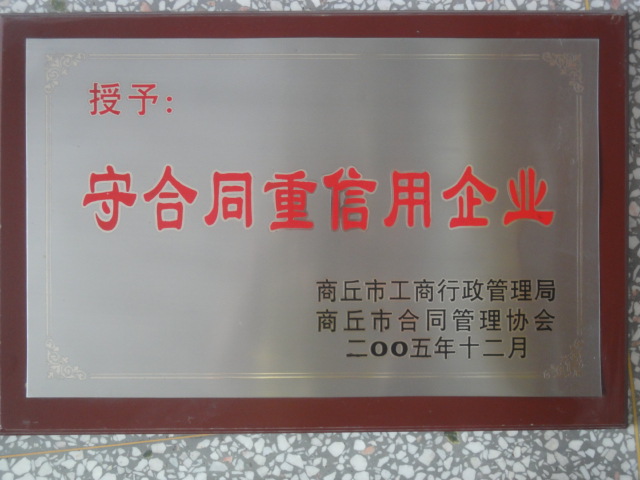 授予：
守合同重信用企业
商丘市工商行政管理局
商丘市合同管理协会
二OO五年十二月